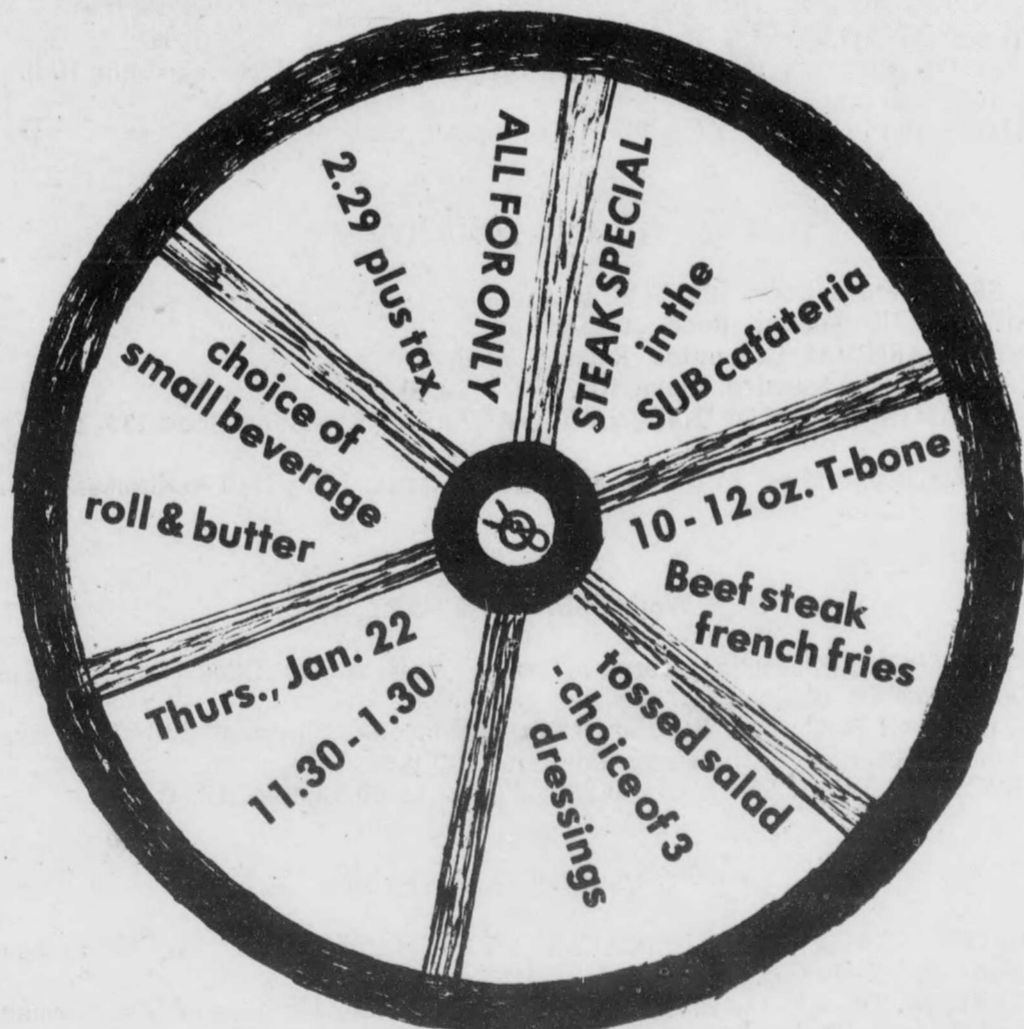 STEAK SPECIAL
in the
SUB cafateria
10 - 12 oz. T-bone
Beef steak
french fries
tossed salad
- choice of 3
dressings
Thurs., Jan. 22
11.30 - 1.30
roll & butter
choice of
small beverage
2.29 plus tax
ALL FOR ONLY